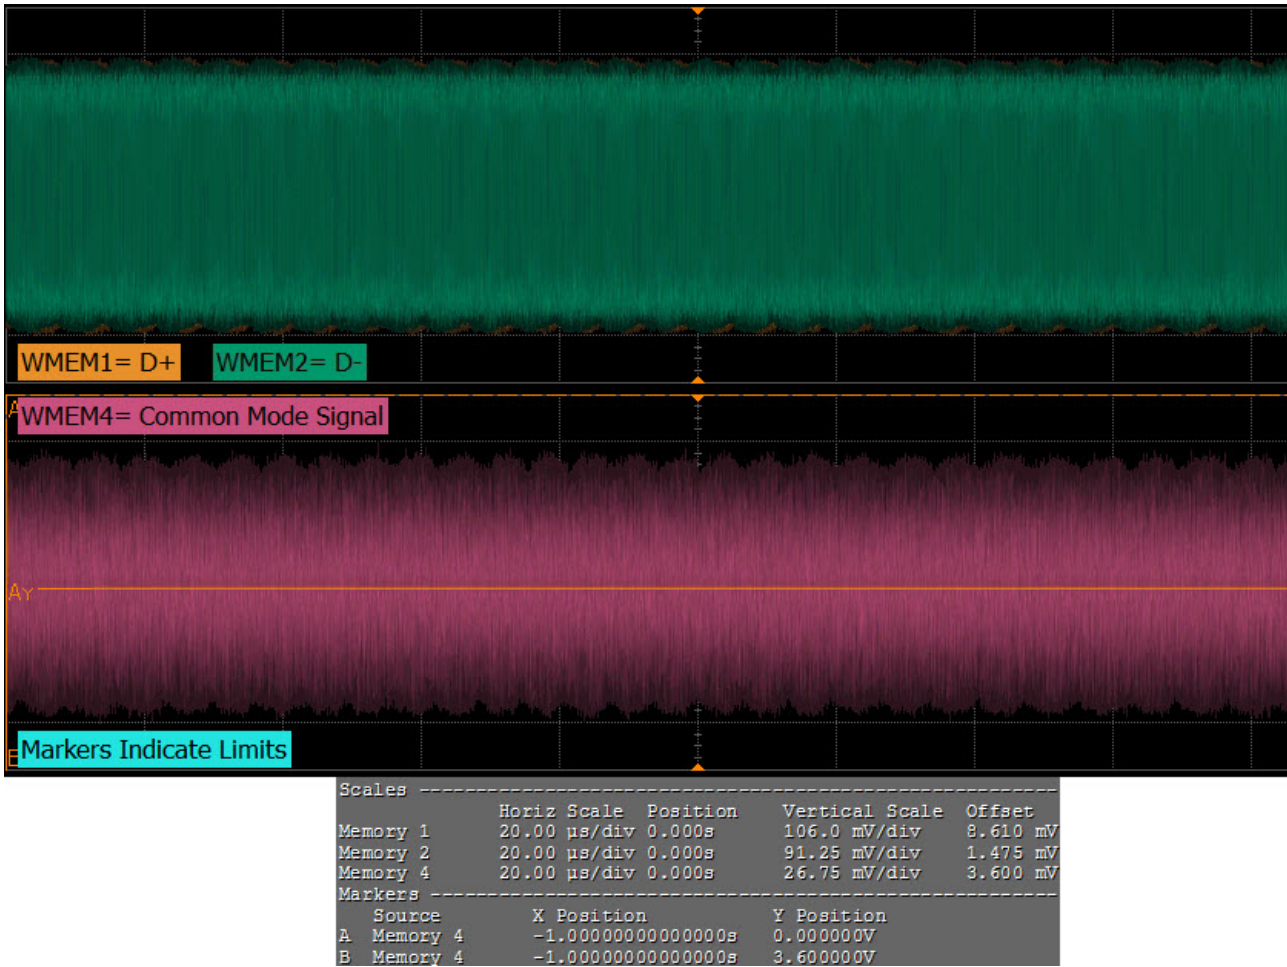 WMEM1= D+ WMEM2= D-
A WMEM4= Common Mode Signal
AY
Markers Indicate Limits
Scales ------------------------------------------------------------
Horiz Scale Position Vertical Scale Offset
Memory 1 20.00 µs/div 0.000s 106.0 mV/div 8.610 mV
Memory 2 20.00 µs/div 0.000s 91.25 mV/div 1.475 mV
Memory 4 20.00 µs/div 0.000s 26.75 mV/div 3.600 mV
Markers -----------------------------------------------------------
Source X Position Y Position
A Memory 4 -1.00000000000000s 0.000000V
B Memory 4 -1.00000000000000s 3.600000V